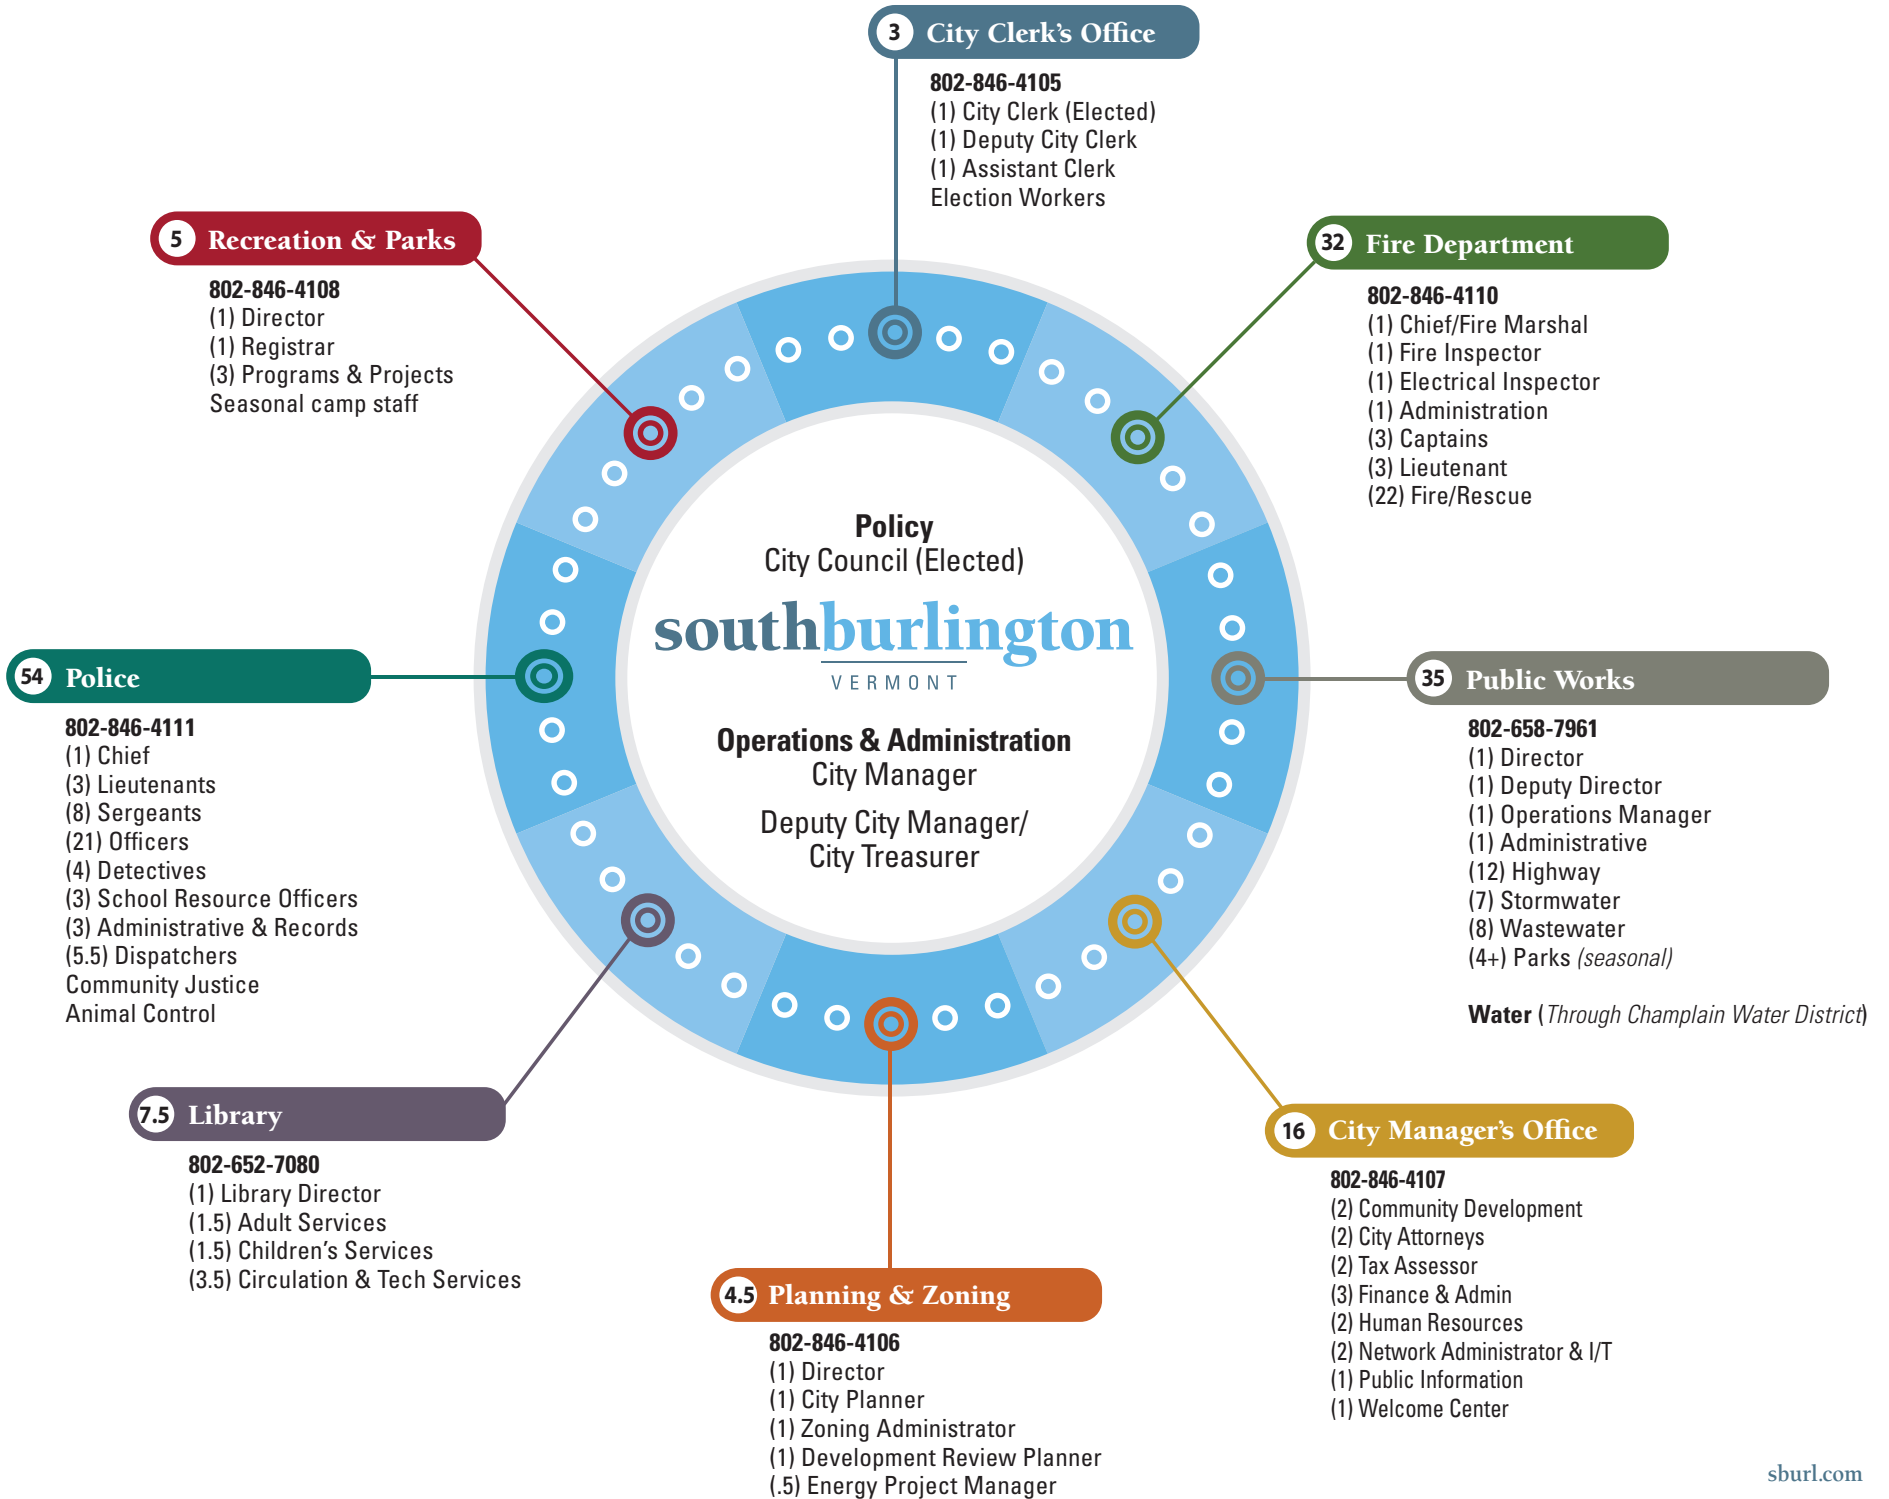 3 City Clerk's Office
802-846-4105
(1) City Clerk (Elected)
(1) Deputy City Clerk
(1) Assistant Clerk
Election Workers
5 Recreation & Parks
802-846-4108
(1) Director
(1) Registrar
(3) Programs & Projects
Seasonal camp staff
32 Fire Department
802-846-4110
(1) Chief/Fire Marshal
(1) Fire Inspector
(1) Electrical Inspector
(1) Administration
(3) Captains
(3) Lieutenant
(22) Fire/Rescue
Policy
City Council (Elected)
southburlington
VERMONT
Operations & Administration
City Manager
Deputy City Manager/
City Treasurer
54 Police
802-846-4111
(1) Chief
(3) Lieutenants
(8) Sergeants
(21) Officers
(4) Detectives
(3) School Resource Officers
(3) Administrative & Records
(5.5) Dispatchers
Community Justice
Animal Control
35 Public Works
802-658-7961
(1) Director
(1) Deputy Director
(1) Operations Manager
(1) Administrative
(12) Highway
(7) Stormwater
(8) Wastewater
(4+) Parks (seasonal)
Water (Through Champlain Water District)
7.5 Library
802-652-7080
(1) Library Director
(1.5) Adult Services
(1.5) Children's Services
(3.5) Circulation & Tech Services
16 City Manager's Office
802-846-4107
(2) Community Development
(2) City Attorneys
(2) Tax Assessor
(3) Finance & Admin
(2) Human Resources
(2) Network Administrator & I/T
(1) Public Information
(1) Welcome Center
4.5 Planning & Zoning
802-846-4106
(1) Director
(1) City Planner
(1) Zoning Administrator
(1) Development Review Planner
(.5) Energy Project Manager
sburl.com